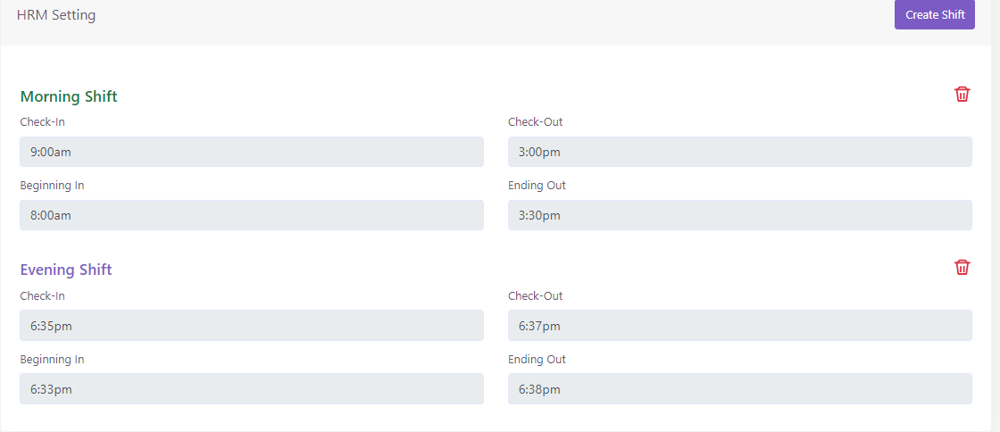 HRM Setting
Create Shift
Morning Shift
Check-In
Check-Out
9:00am
3:00pm
Beginning In
Ending Out
8:00am
3:30pm
Evening Shift
Check-In
Check-Out
6:35pm
6:37pm
Beginning In
Ending Out
6:33pm
6:38pm